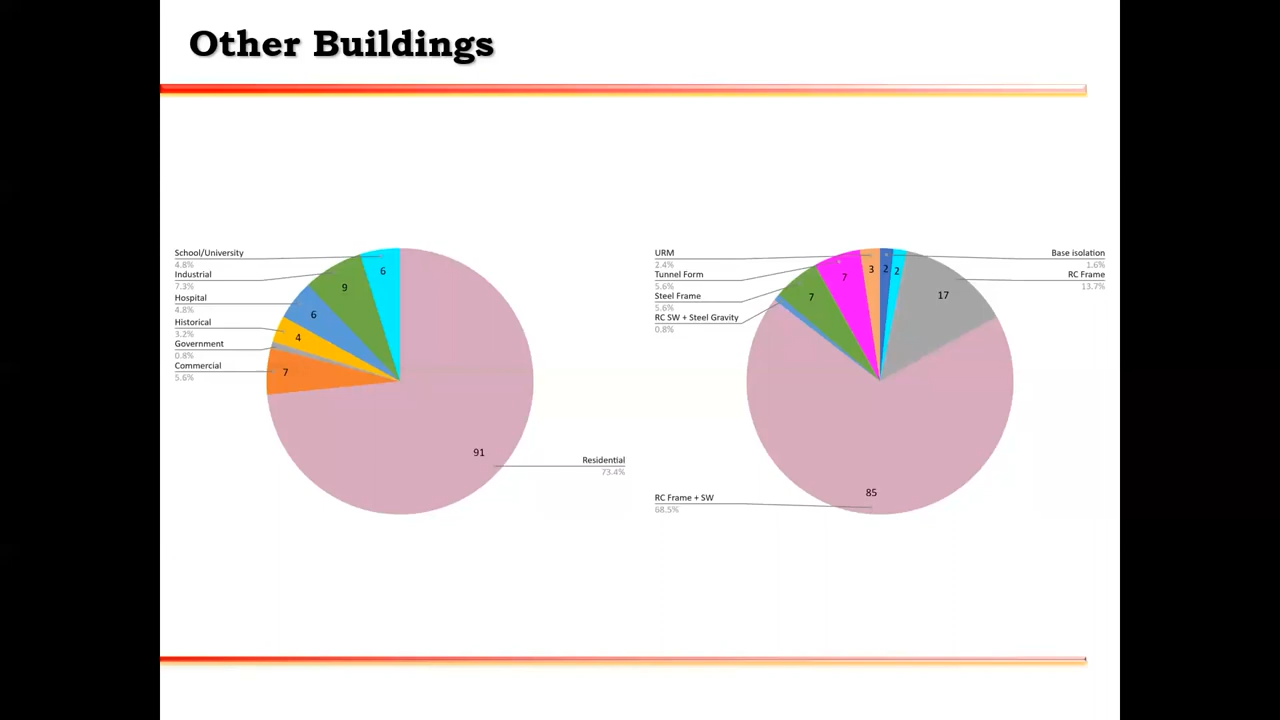 Other Buildings
School/University
4.8%
Industrial
7.3%
Hospital
4.8%
Historical
3.2%
Government
0.8%
Commercial
5.6%
6
9
6
4
7
91
Residential
73.4%
URM
2.4%
Tunnel Form
5.6%
Steel Frame
5.6%
RC SW + Steel Gravity
0.8%
RC Frame + SW
68.5%
3
2
2
7
7
17
85
Base isolation
1.6%
RC Frame
13.7%